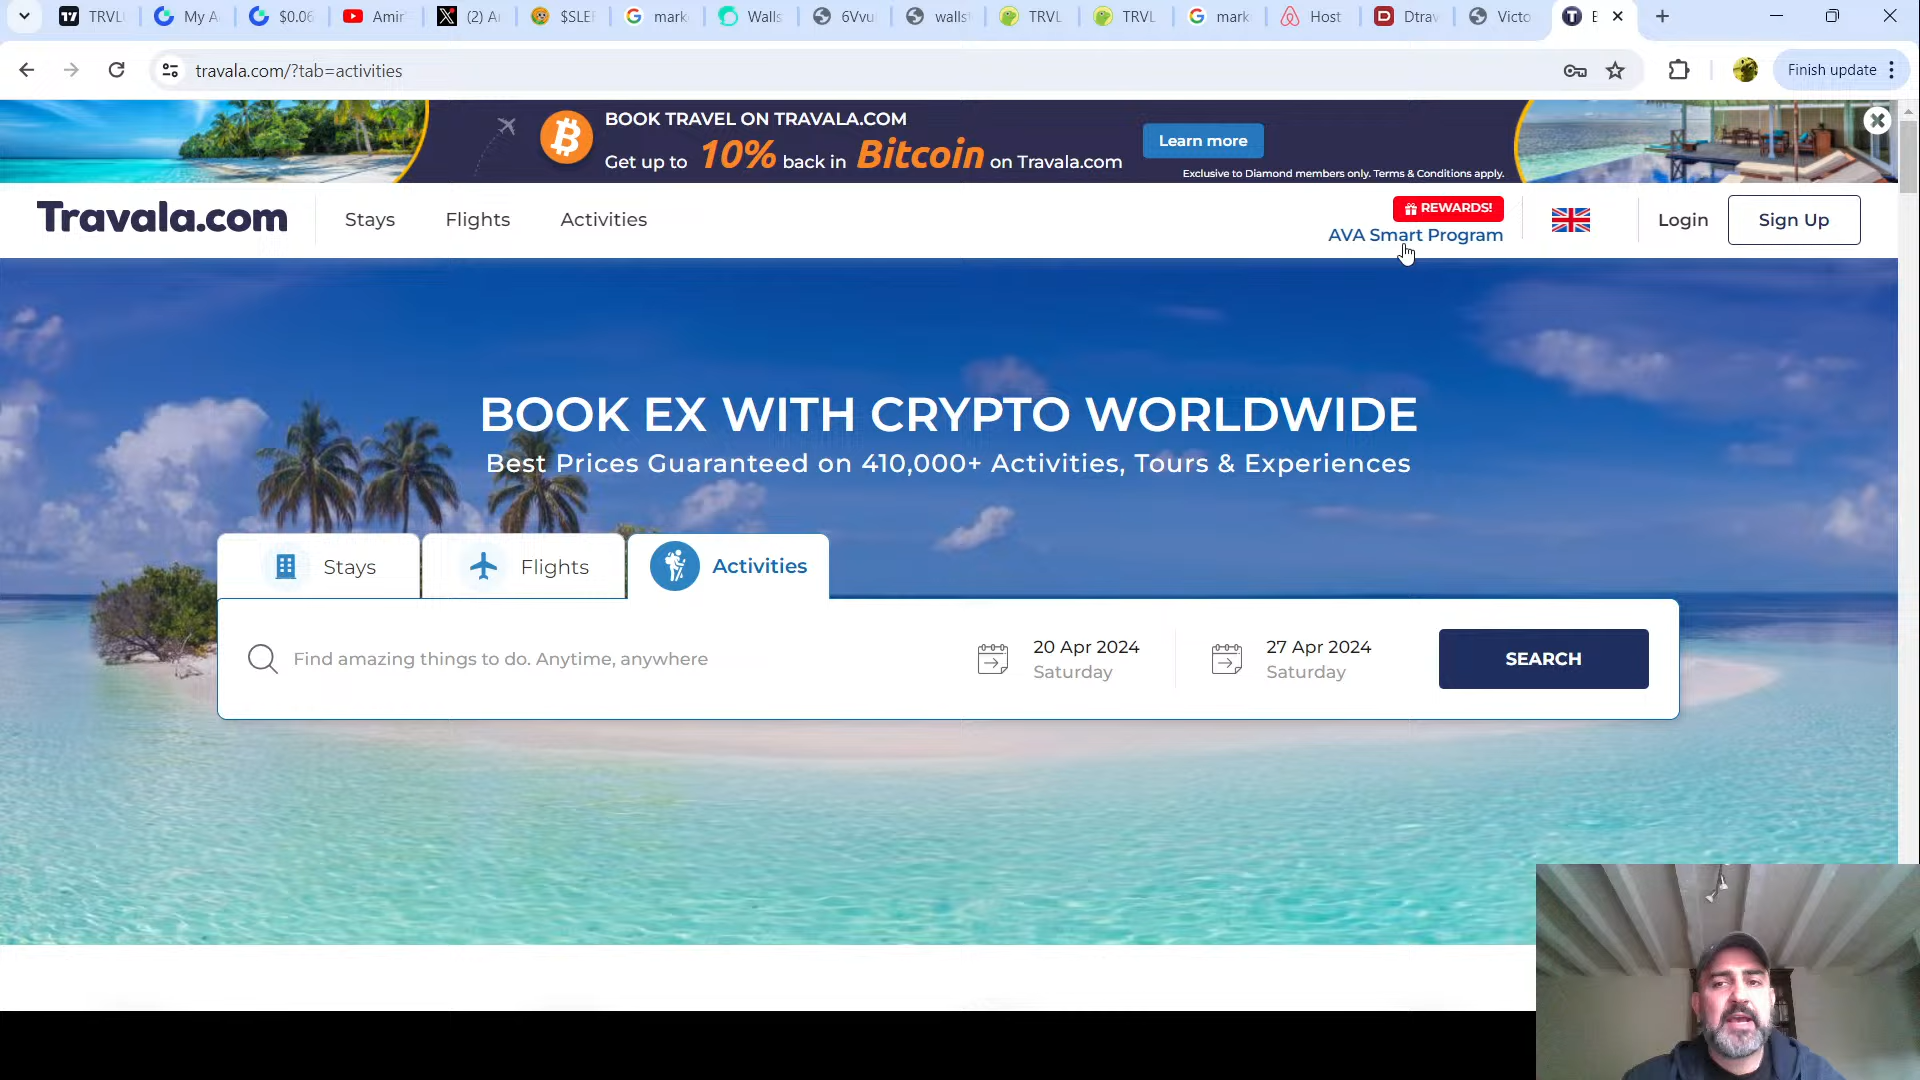 TRVL
My A
$0.06
Amir
(2) A
$SLE
mark
Walls
6Vvu
walls
TRVL
TRVL
mark
Host
Dtrav
Victo
travala.com/?tab=activities
Finish update
BOOK TRAVEL ON TRAVALA.COM
Get up to 10% back in Bitcoin on Travala.com
Learn more
Exclusive to Diamond members only. Terms & Conditions apply.
Travala.com
Stays
Flights
Activities
REWARDS!
AVA Smart Program
Login
Sign Up
BOOK EX WITH CRYPTO WORLDWIDE
Best Prices Guaranteed on 410,000+ Activities, Tours & Experiences
Stays
Flights
Activities
Find amazing things to do. Anytime, anywhere
20 Apr 2024
Saturday
27 Apr 2024
Saturday
SEARCH